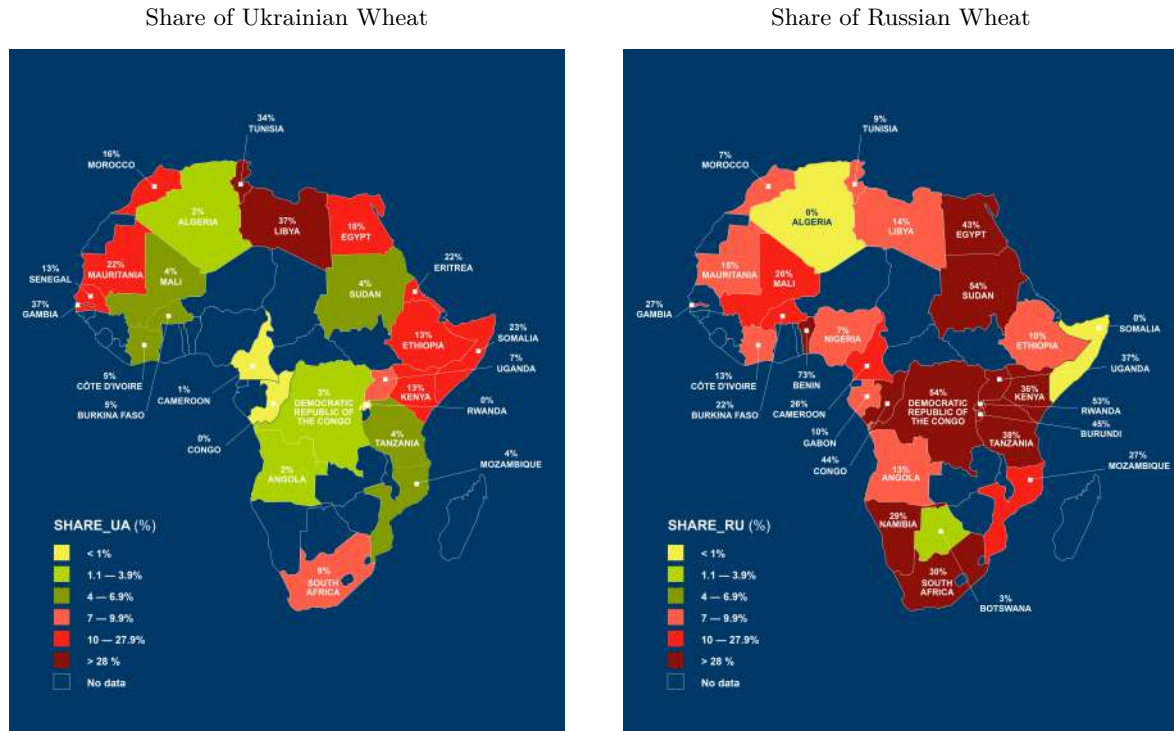 Share of Ukrainian Wheat
34%
TUNISIA
16%
MOROCCO
2%
ALGERIA
37%
LIBYA
18%
EGYPT
13%
SENEGAL
22%
MAURITANIA
4%
MALI
4%
SUDAN
22%
ERITREA
37%
GAMBIA
13%
ETHIOPIA
23%
SOMALIA
7%
UGANDA
5%
CÔTE D'IVOIRE
5%
BURKINA FASO
1%
CAMEROON
3%
DEMOCRATIC
REPUBLIC OF
THE CONGO
13%
KENYA
0%
RWANDA
0%
CONGO
4%
TANZANIA
4%
MOZAMBIQUE
2%
ANGOLA
9%
SOUTH
AFRICA
SHARE_UA (%)
< 1%
1.1 — 3.9%
4 — 6.9%
7 — 9.9%
10 — 27.9%
> 28 %
No data
Share of Russian Wheat
9%
TUNISIA
7%
MOROCCO
0%
ALGERIA
14%
LIBYA
43%
EGYPT
15%
MAURITANIA
26%
MALI
54%
SUDAN
27%
GAMBIA
7%
NIGERIA
10%
ETHIOPIA
0%
SOMALIA
37%
UGANDA
13%
CÔTE D'IVOIRE
73%
BENIN
22%
BURKINA FASO
26%
CAMEROON
54%
DEMOCRATIC
REPUBLIC OF
THE CONGO
36%
KENYA
53%
RWANDA
10%
GABON
45%
BURUNDI
44%
CONGO
38%
TANZANIA
27%
MOZAMBIQUE
13%
ANGOLA
29%
NAMIBIA
30%
SOUTH
AFRICA
3%
BOTSWANA
SHARE_RU (%)
< 1%
1.1 — 3.9%
4 — 6.9%
7 — 9.9%
10 — 27.9%
> 28 %
No data